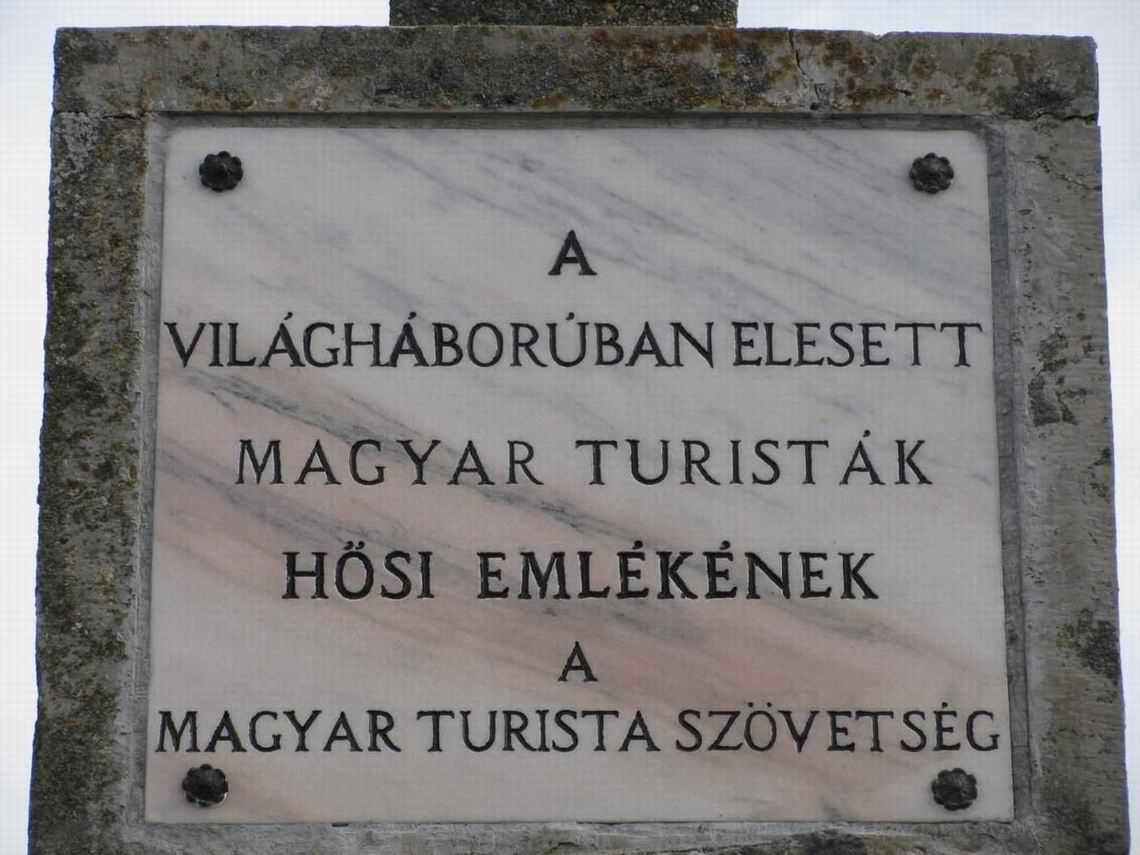 A
VILÁGHÁBORÚBAN ELESETT
MAGYAR TURISTÁK
HŐSI EMLÉKÉNEK
A
MAGYAR TURISTA SZÖVETSÉG